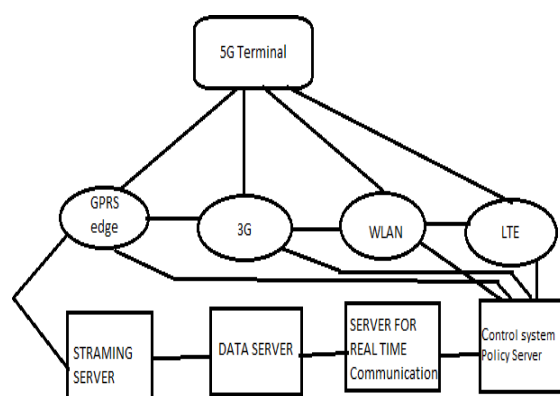 5G Terminal
GPRS
edge
3G
WLAN
LTE
STRAMING
SERVER
DATA SERVER
SERVER FOR
REAL TIME
Communication
Control system
Policy Server